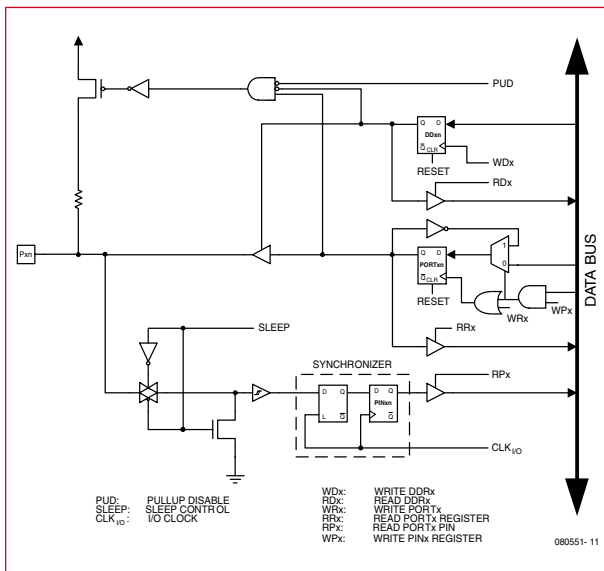 PUD
Q D
DDxn
Q CLR
WDx
RESET
RDx
Pxn
1
Q D
PORTxn
0
Q CLR
RESET
WRx
WPx
DATA BUS
RRx
SLEEP
SYNCHRONIZER
RPx
D Q
D Q
PINxn
L Q
Q
CLK I/O
PUD: PULLUP DISABLE
SLEEP: SLEEP CONTROL
CLK I/O : I/O CLOCK
WDx: WRITE DDRx
RDx: READ DDRx
WRx: WRITE PORTx
RRx: READ PORTx REGISTER
RPx: READ PORTx PIN
WPx: WRITE PINx REGISTER
080551- 11